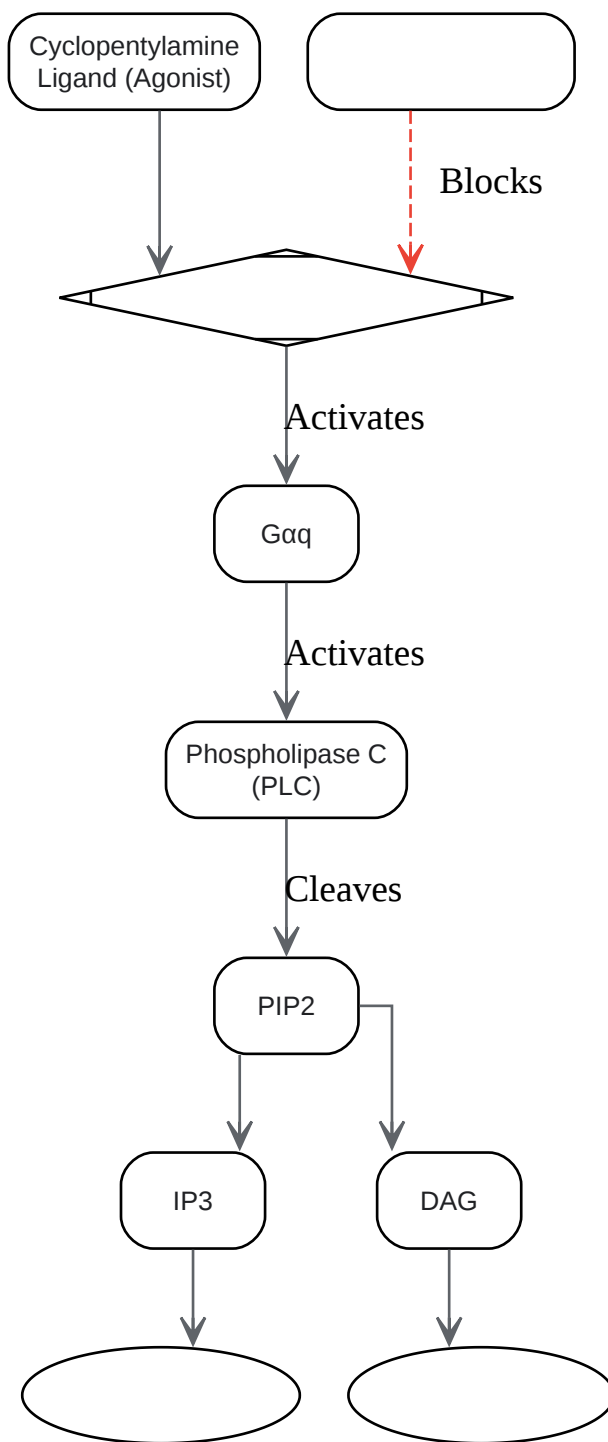 Cyclopentylamine
Ligand (Agonist)
Blocks
Activates
Gαq
Activates
Phospholipase C
(PLC)
Cleaves
PIP2
IP3
DAG